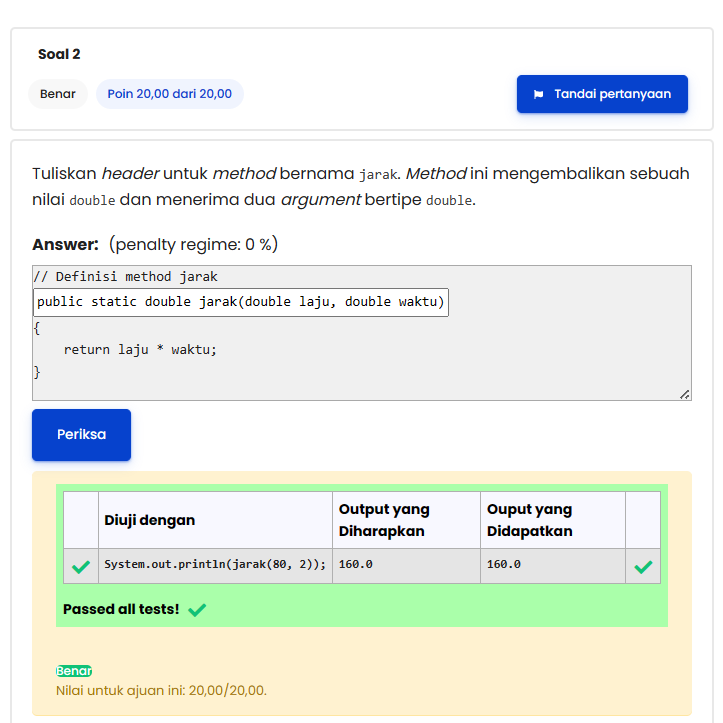 Soal 2
Benar
Poin 20,00 dari 20,00
Tandai pertanyaan
Tuliskan header untuk method bernama jarak. Method ini mengembalikan sebuah
nilai double dan menerima dua argument bertipe double.
Answer: (penalty regime: 0 %)
// Definisi method jarak
public static double jarak(double laju, double waktu)
{
    return laju * waktu;
}
Periksa
Diuji dengan
Output yang
Diharapkan
Ouput yang
Didapatkan
System.out.println(jarak(80, 2));
160.0
160.0
Passed all tests!
Benar
Nilai untuk ajuan ini: 20,00/20,00.